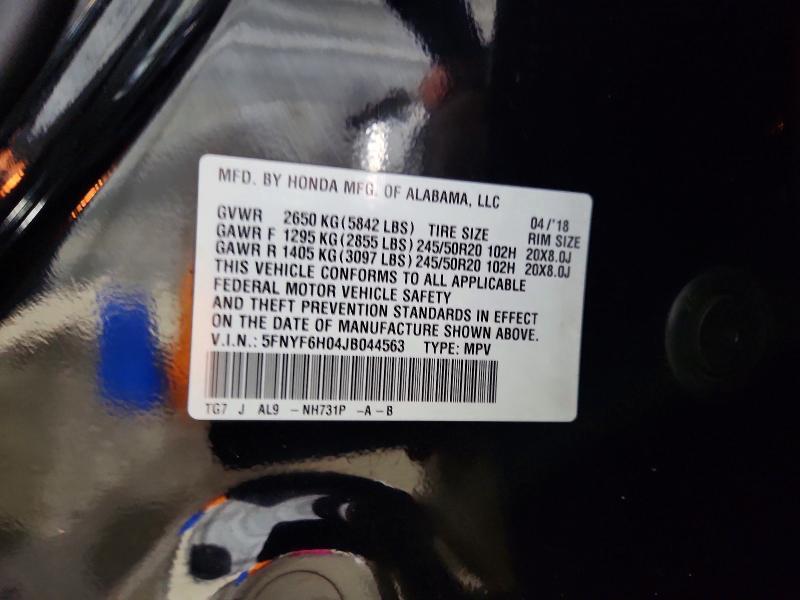 MFD. BY HONDA MFG. OF ALABAMA, LLC
04/'18
GVWR 2650 KG(5842 LBS) TIRE SIZE RIM SIZE
GAWR F 1295 KG(2855 LBS) 245/50R20 102H 20X8.0J
GAWR R 1405 KG(3097 LBS) 245/50R20 102H 20X8.0J
THIS VEHICLE CONFORMS TO ALL APPLICABLE
FEDERAL MOTOR VEHICLE SAFETY
AND THEFT PREVENTION STANDARDS IN EFFECT
ON THE DATE OF MANUFACTURE SHOWN ABOVE.
V.I.N.: 5FNYF6H04JB044563 TYPE: MPV
TG7 J AL9 - NH731P - A - B